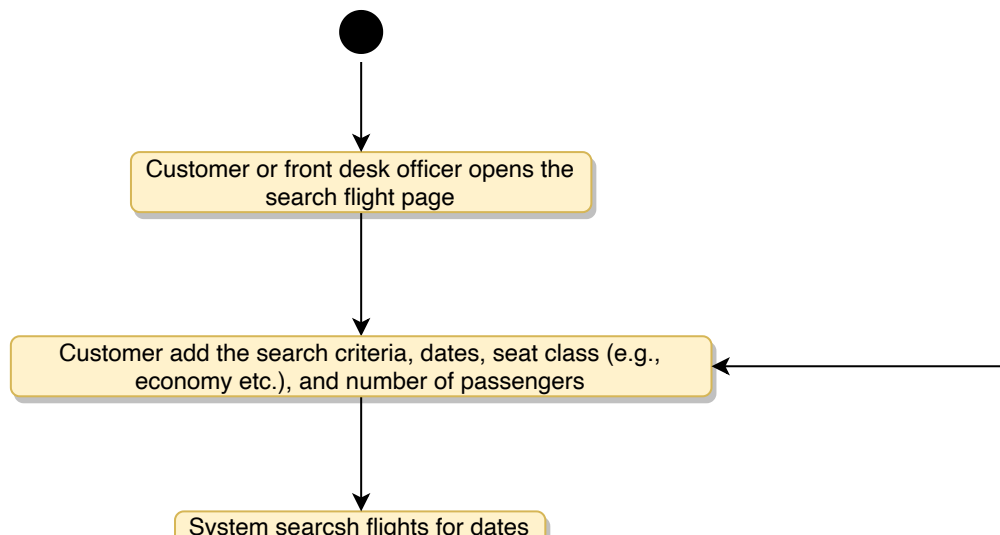 Customer or front desk officer opens the
search flight page
Customer add the search criteria, dates, seat class (e.g.,
economy etc.), and number of passengers
System searcsh flights for dates